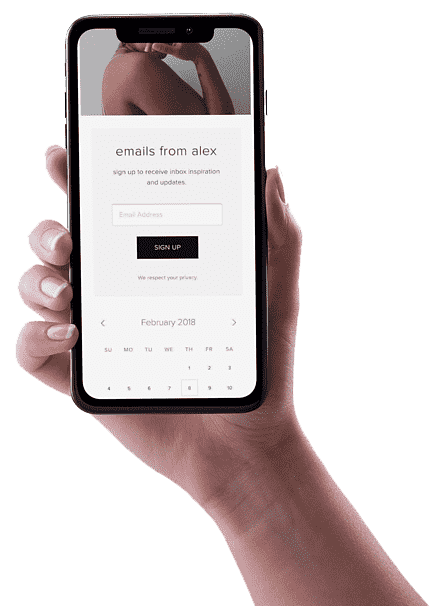 emails from alex
sign up to receive inbox inspiration
and updates.
Email Address
SIGN UP
We respect your privacy.
February 2018
SU MO TU WE TH FR SA
1 2 3
4 5 6 7 8 9 10